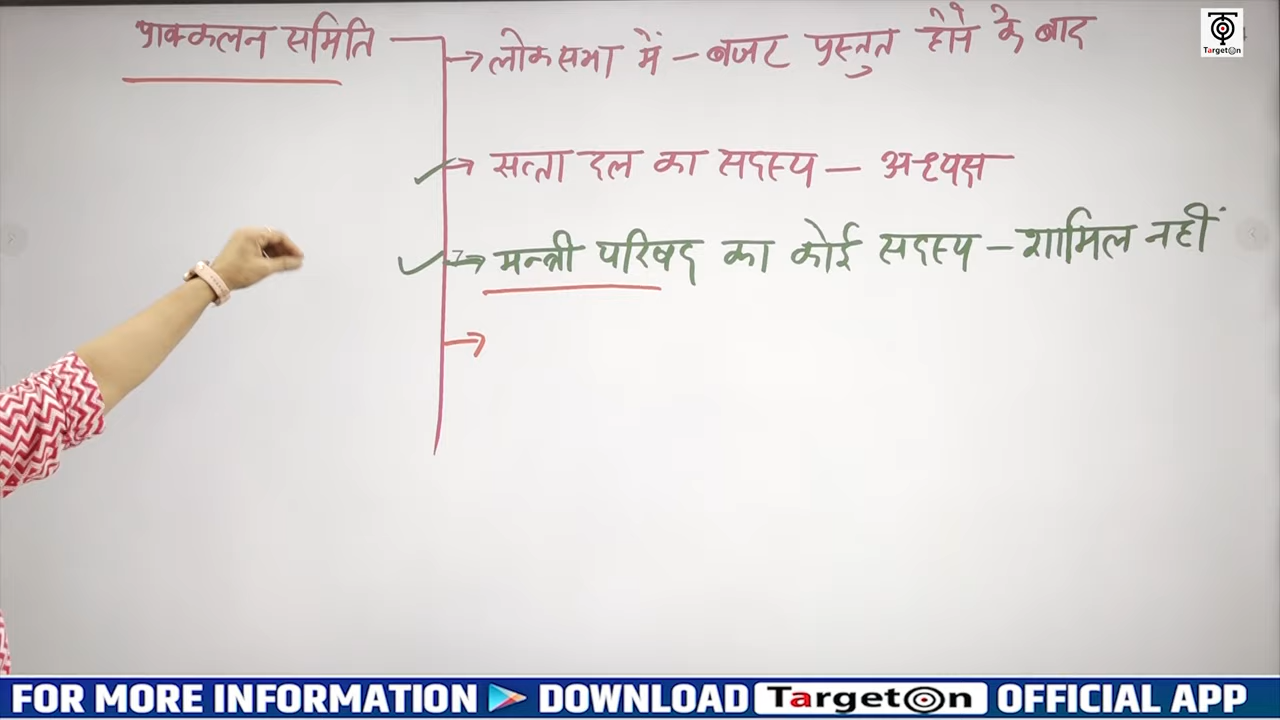 प्राक्कलन समिति
→ लोकसभा में - बजट प्रस्तुत होने के बाद
→ सत्ता दल का सदस्य - अध्यक्ष
→ मन्त्री परिषद का कोई सदस्य - शामिल नहीं
TargetOn
FOR MORE INFORMATION DOWNLOAD TargetOn OFFICIAL APP